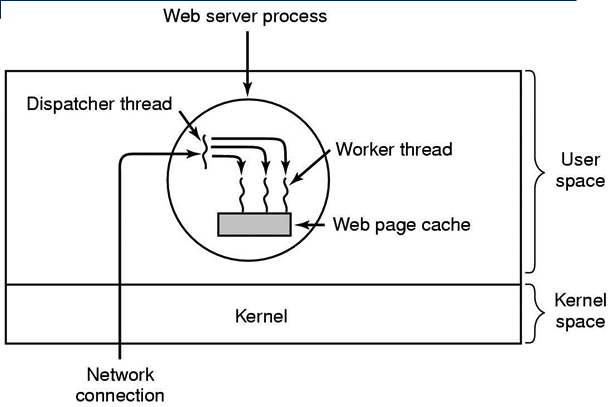 Web server process
Dispatcher thread
Worker thread
User
space
Web page cache
Kernel
Kernel
space
Network
connection